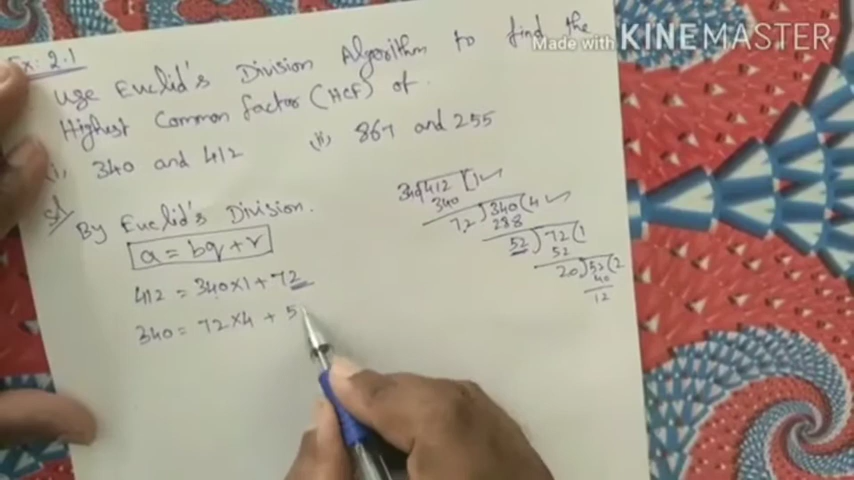 Ex: 2.1
Use Euclid's Division Algorithm to find the
Highest Common factor (HCF) of.
(i), 340 and 412 (ii), 867 and 255
Sol
By Euclid's Division.
a = bq + r
412 = 340 × 1 + 72
340 = 72 × 4 + 5
340 ) 412 ( 1 ✓
340
72 ) 340 ( 4 ✓
288
52 ) 72 ( 1
52
20 ) 52 ( 2
40
12
Made with KINEMASTER